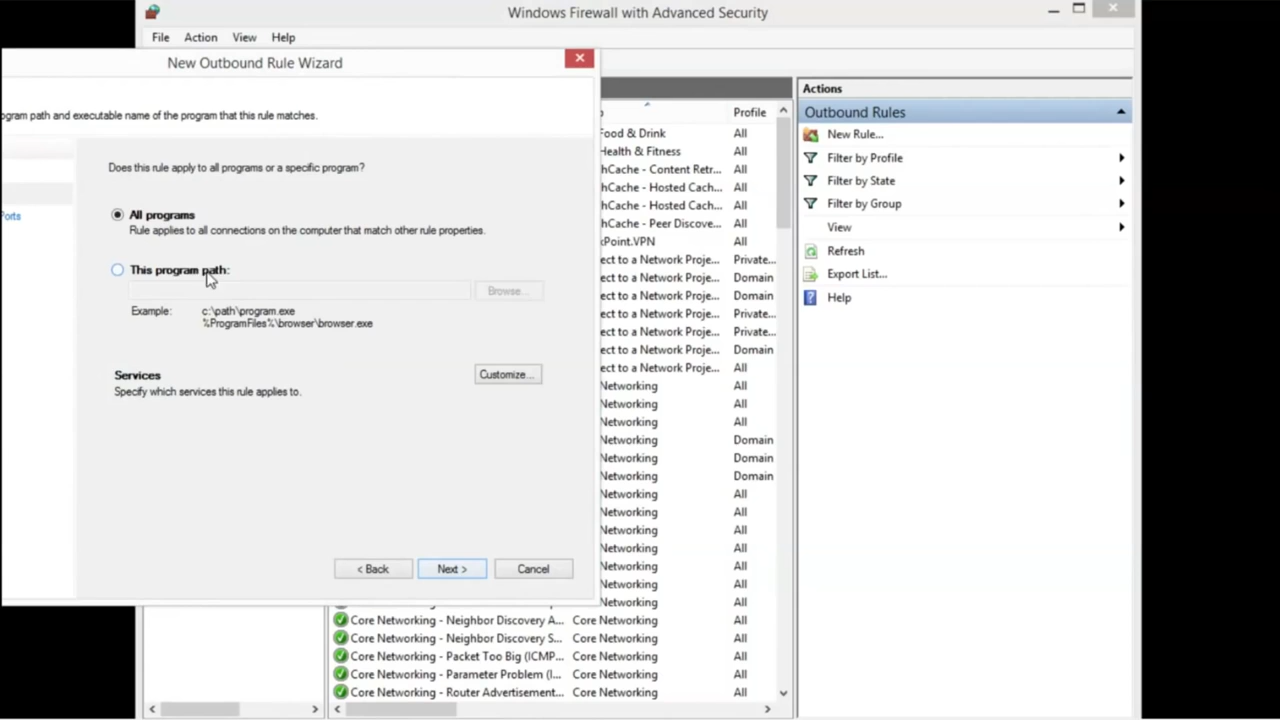 Windows Firewall with Advanced Security
File Action View Help
New Outbound Rule Wizard
ogram path and executable name of the program that this rule matches.
Ports
Does this rule apply to all programs or a specific program?
All programs
Rule applies to all connections on the computer that match other rule properties.
This program path:
Browse...
Example: c:\path\program.exe
%ProgramFiles%\browser\browser.exe
Services
Specify which services this rule applies to.
Customize...
< Back Next > Cancel
Profile
Food & Drink All
Health & Fitness All
hCache - Content Retr... All
hCache - Hosted Cach... All
hCache - Hosted Cach... All
hCache - Peer Discove... All
kPoint.VPN All
ect to a Network Proje... Private...
ect to a Network Proje... Domain
ect to a Network Proje... Domain
ect to a Network Proje... Private...
ect to a Network Proje... Private...
ect to a Network Proje... Domain
ect to a Network Proje... All
Networking All
Networking All
Networking All
Networking Domain
Networking Domain
Networking Domain
Networking All
Networking All
Networking All
Networking All
Networking All
Networking All
Networking All
Core Networking - Neighbor Discovery A... Core Networking All
Core Networking - Neighbor Discovery S... Core Networking All
Core Networking - Packet Too Big (ICMP... Core Networking All
Core Networking - Parameter Problem (I... Core Networking All
Core Networking - Router Advertisement... Core Networking All
Actions
Outbound Rules
New Rule...
Filter by Profile
Filter by State
Filter by Group
View
Refresh
Export List...
Help